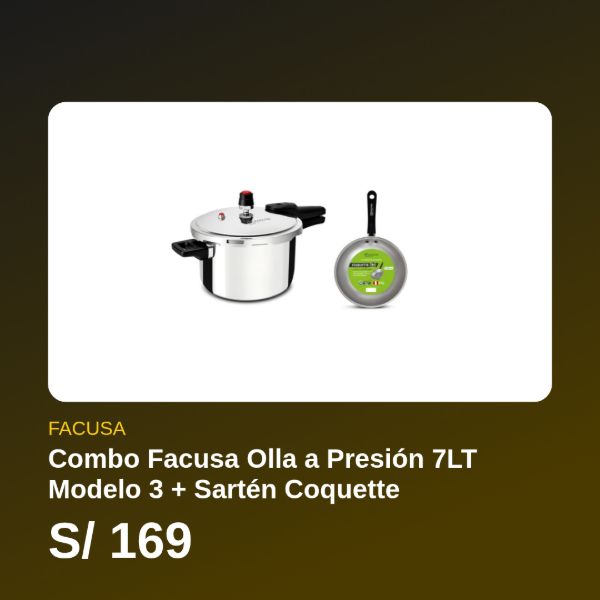 FACUSA
Combo Facusa Olla a Presión 7LT
Modelo 3 + Sartén Coquette
S/ 169